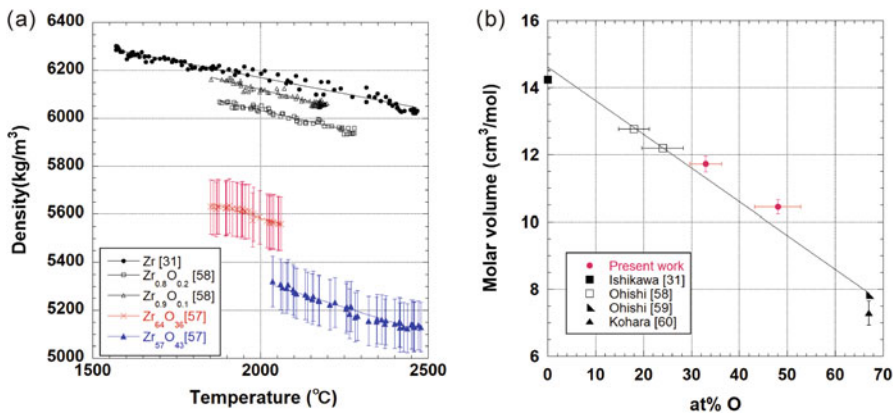 (a)
6400
6200
6000
5800
5600
5400
5200
5000
Density(kg/m³)
Zr [31]
Zr₀.₈O₀.₂ [58]
Zr₀.₉O₀.₁ [58]
Zr₆₄O₃₆[57]
Zr₅₇O₄₃[57]
1500 2000 2500
Temperature (℃)
(b)
16
14
12
10
8
6
Molar volume (cm³/mol)
Present work
Ishikawa [31]
Ohishi [58]
Ohishi [59]
Kohara [60]
0 10 20 30 40 50 60 70
at% O